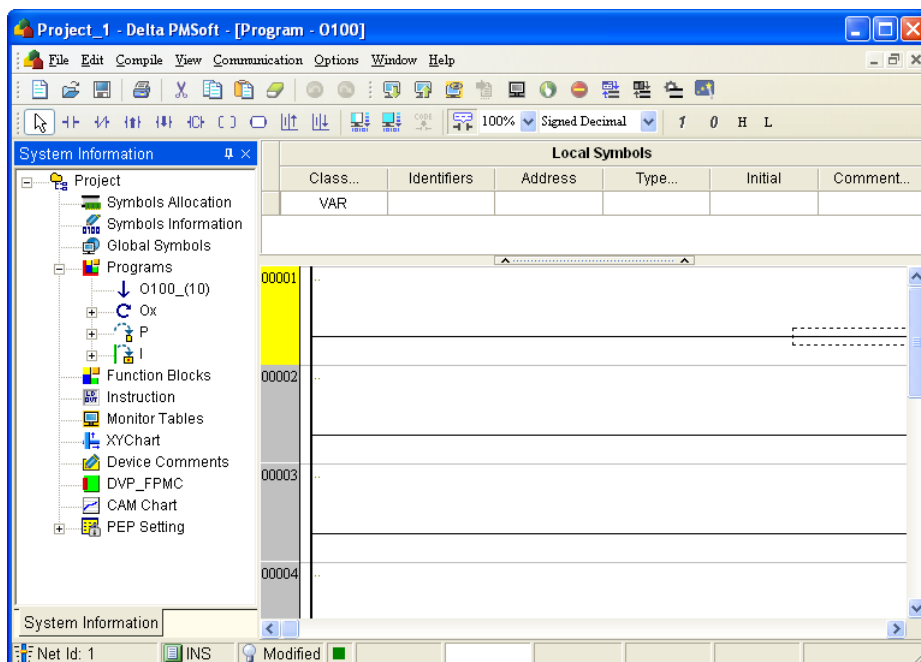 Project_1 - Delta PMSoft - [Program - O100]
File Edit Compile View Communication Options Window Help
100% Signed Decimal 1 0 H L
System Information
Local Symbols
Class... Identifiers Address Type... Initial Comment...
VAR
Project
Symbols Allocation
Symbols Information
Global Symbols
Programs
O100_(10)
Ox
P
I
Function Blocks
Instruction
Monitor Tables
XYChart
Device Comments
DVP_FPMC
CAM Chart
PEP Setting
00001
00002
00003
00004
System Information
Net Id: 1 INS Modified